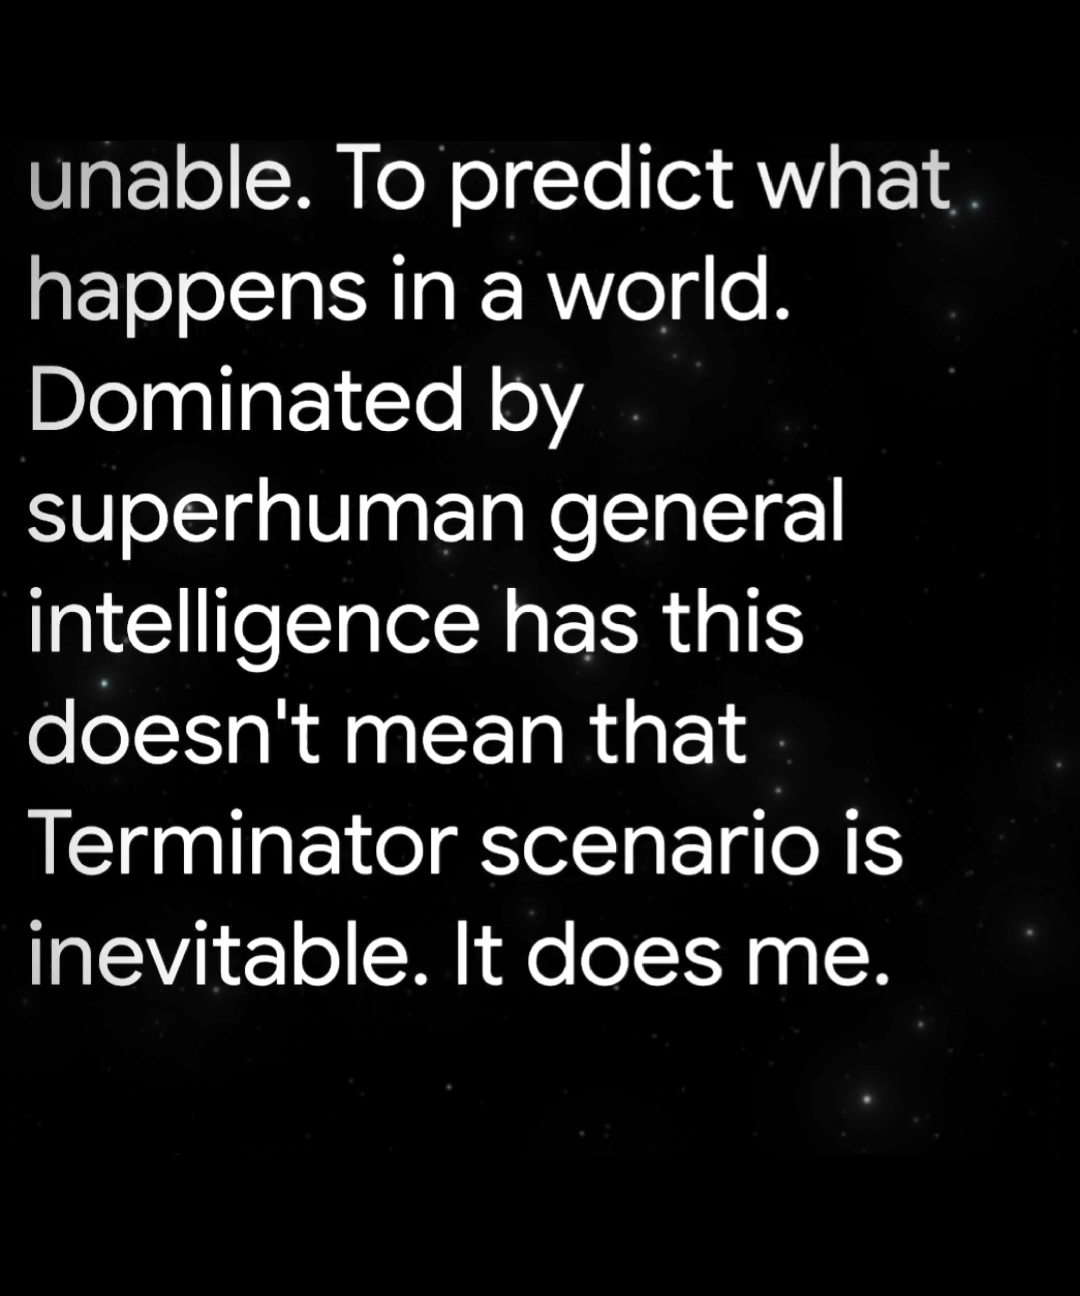 unable. To predict what
happens in a world.
Dominated by
superhuman general
intelligence has this
doesn't mean that
Terminator scenario is
inevitable. It does me.